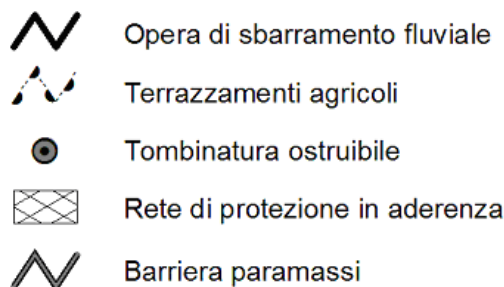 Opera di sbarramento fluviale
Terrazzamenti agricoli
Tombinatura ostruibile
Rete di protezione in aderenza
Barriera paramassi